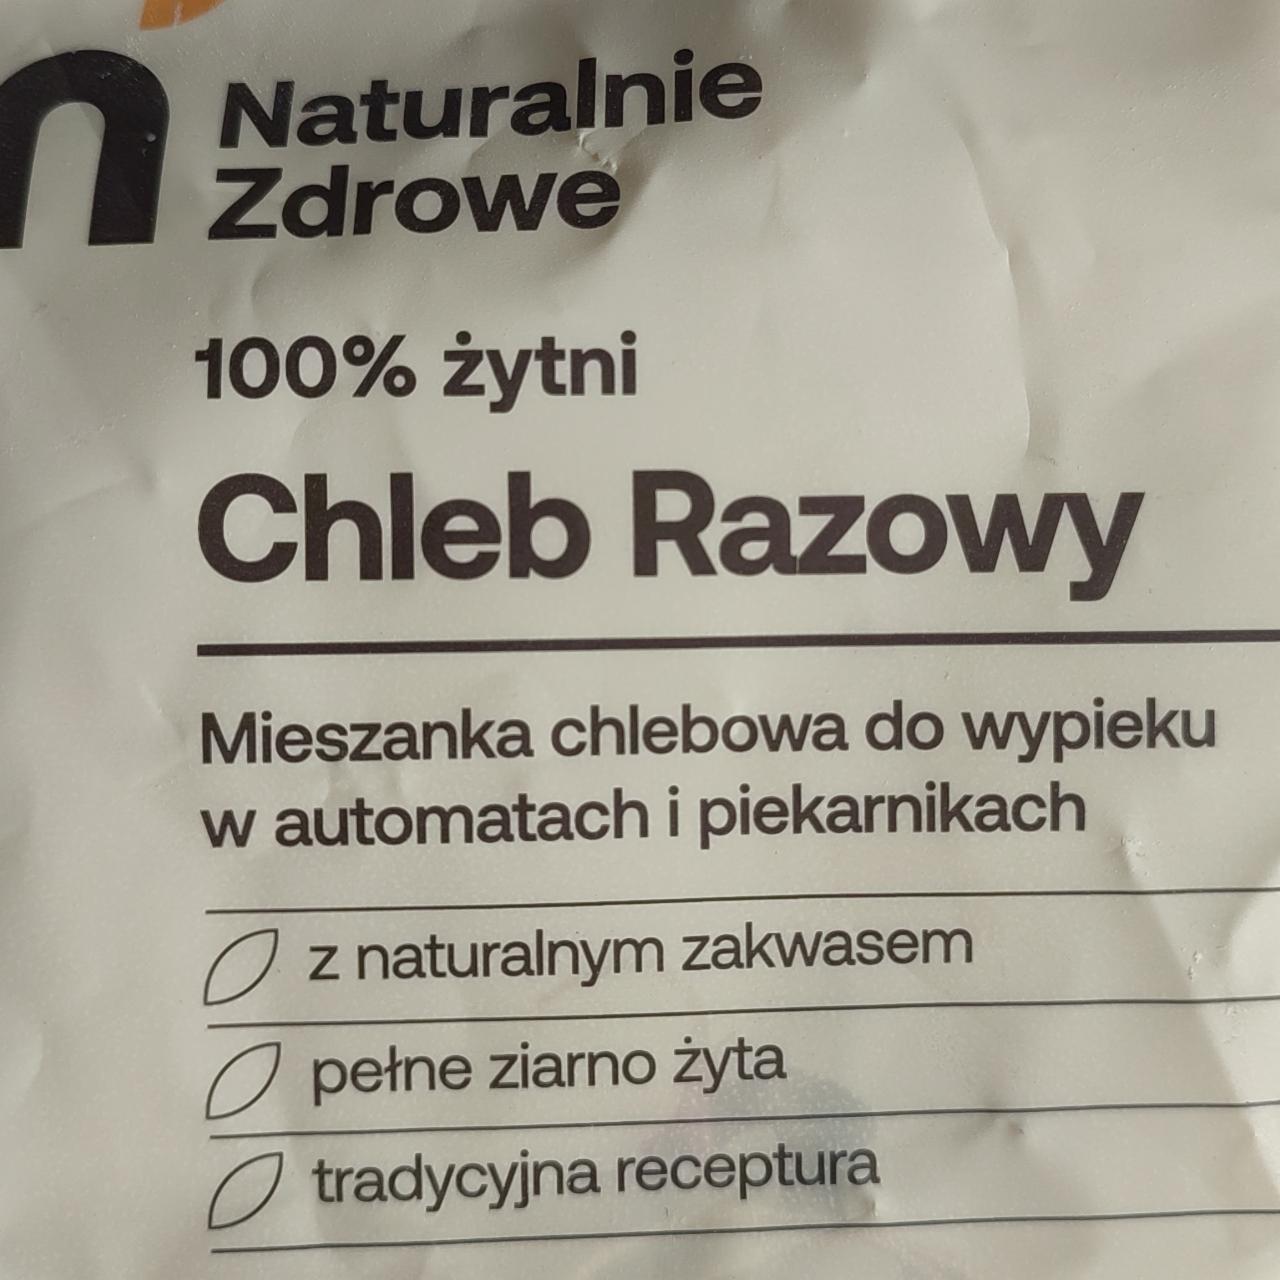 n Naturalnie
Zdrowe
100% żytni
Chleb Razowy
Mieszanka chlebowa do wypieku
w automatach i piekarnikach
z naturalnym zakwasem
pełne ziarno żyta
tradycyjna receptura